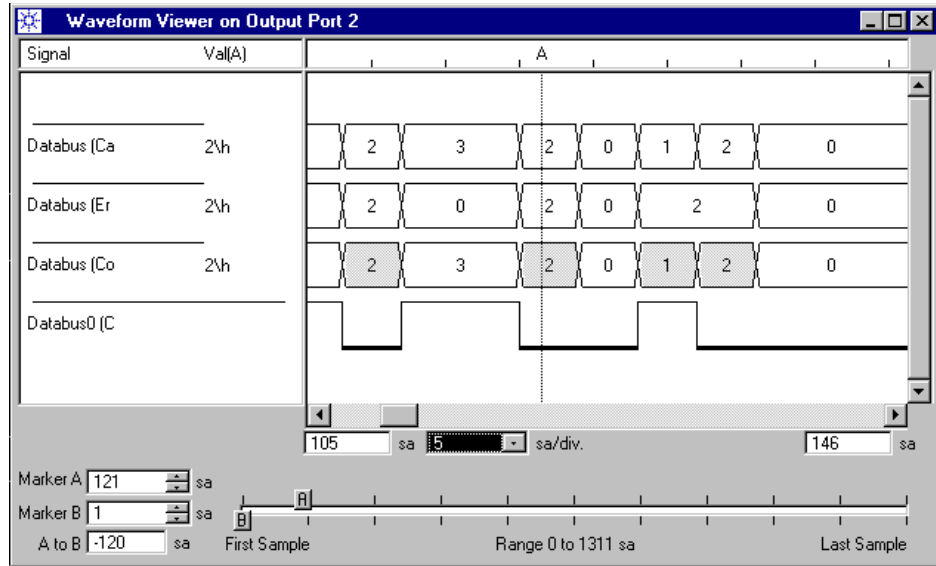 Waveform Viewer on Output Port 2
Signal Val(A) A
Databus (Ca 2\h 2 3 2 0 1 2 0
Databus (Er 2\h 2 0 2 0 2 0
Databus (Co 2\h 2 3 2 0 1 2 0
Databus0 (C
105 sa 5 sa/div. 146 sa
Marker A 121 sa A
Marker B 1 sa B
A to B -120 sa First Sample Range 0 to 1311 sa Last Sample